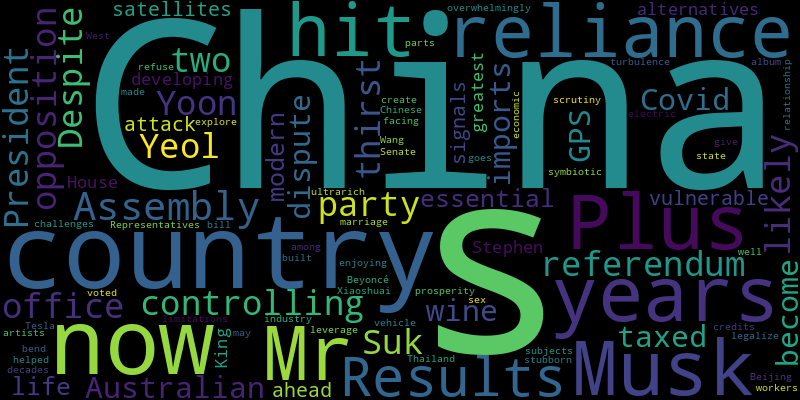 satellites
overwhelmingly
alternatives
China
hit
reliance
West
parts
Despite
opposition
President
two
refuse
developing
made
turbulence
album
relationship
Yoon
thirst
signals
greatest
imports
economic
create
Chinese
facing
scrutiny
Covid
electric
GPS
give
attack
explore
modern
dispute
Yeol
Wang
Senate
goes
state
symbiotic
likely
House
ultrarich
Assembly
party
essential
Plus
vulnerable
marriage
challenges
Representatives
bill
country
s
Stephen
referendum
well
among
built
enjoying
years
become
Beyoncé
Xiaoshuai
prosperity
voted
office
controlling
sex
wine
Tesla
limitations
industry
vehicle
credits
artists
now
King
may
leverage
Mr
Suk
Musk
taxed
legalize
bend
helped
decades
Thailand
subjects
stubborn
Results
life
Australian
ahead
Beijing
workers